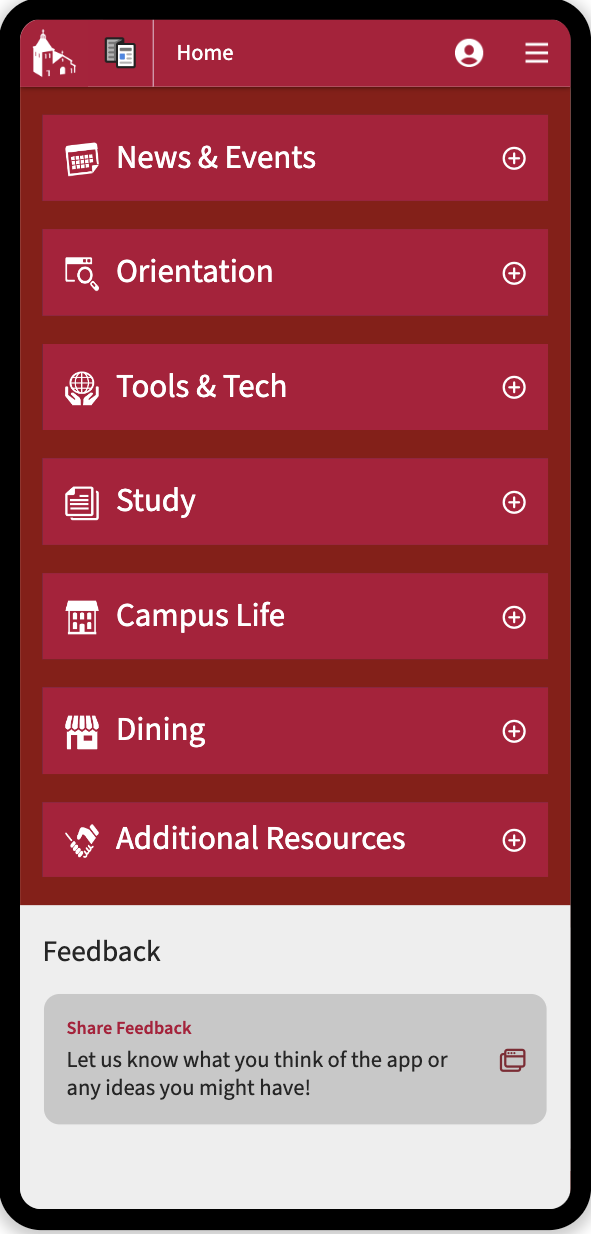 Home
News & Events
Orientation
Tools & Tech
Study
Campus Life
Dining
Additional Resources
Feedback
Share Feedback
Let us know what you think of the app or
any ideas you might have!